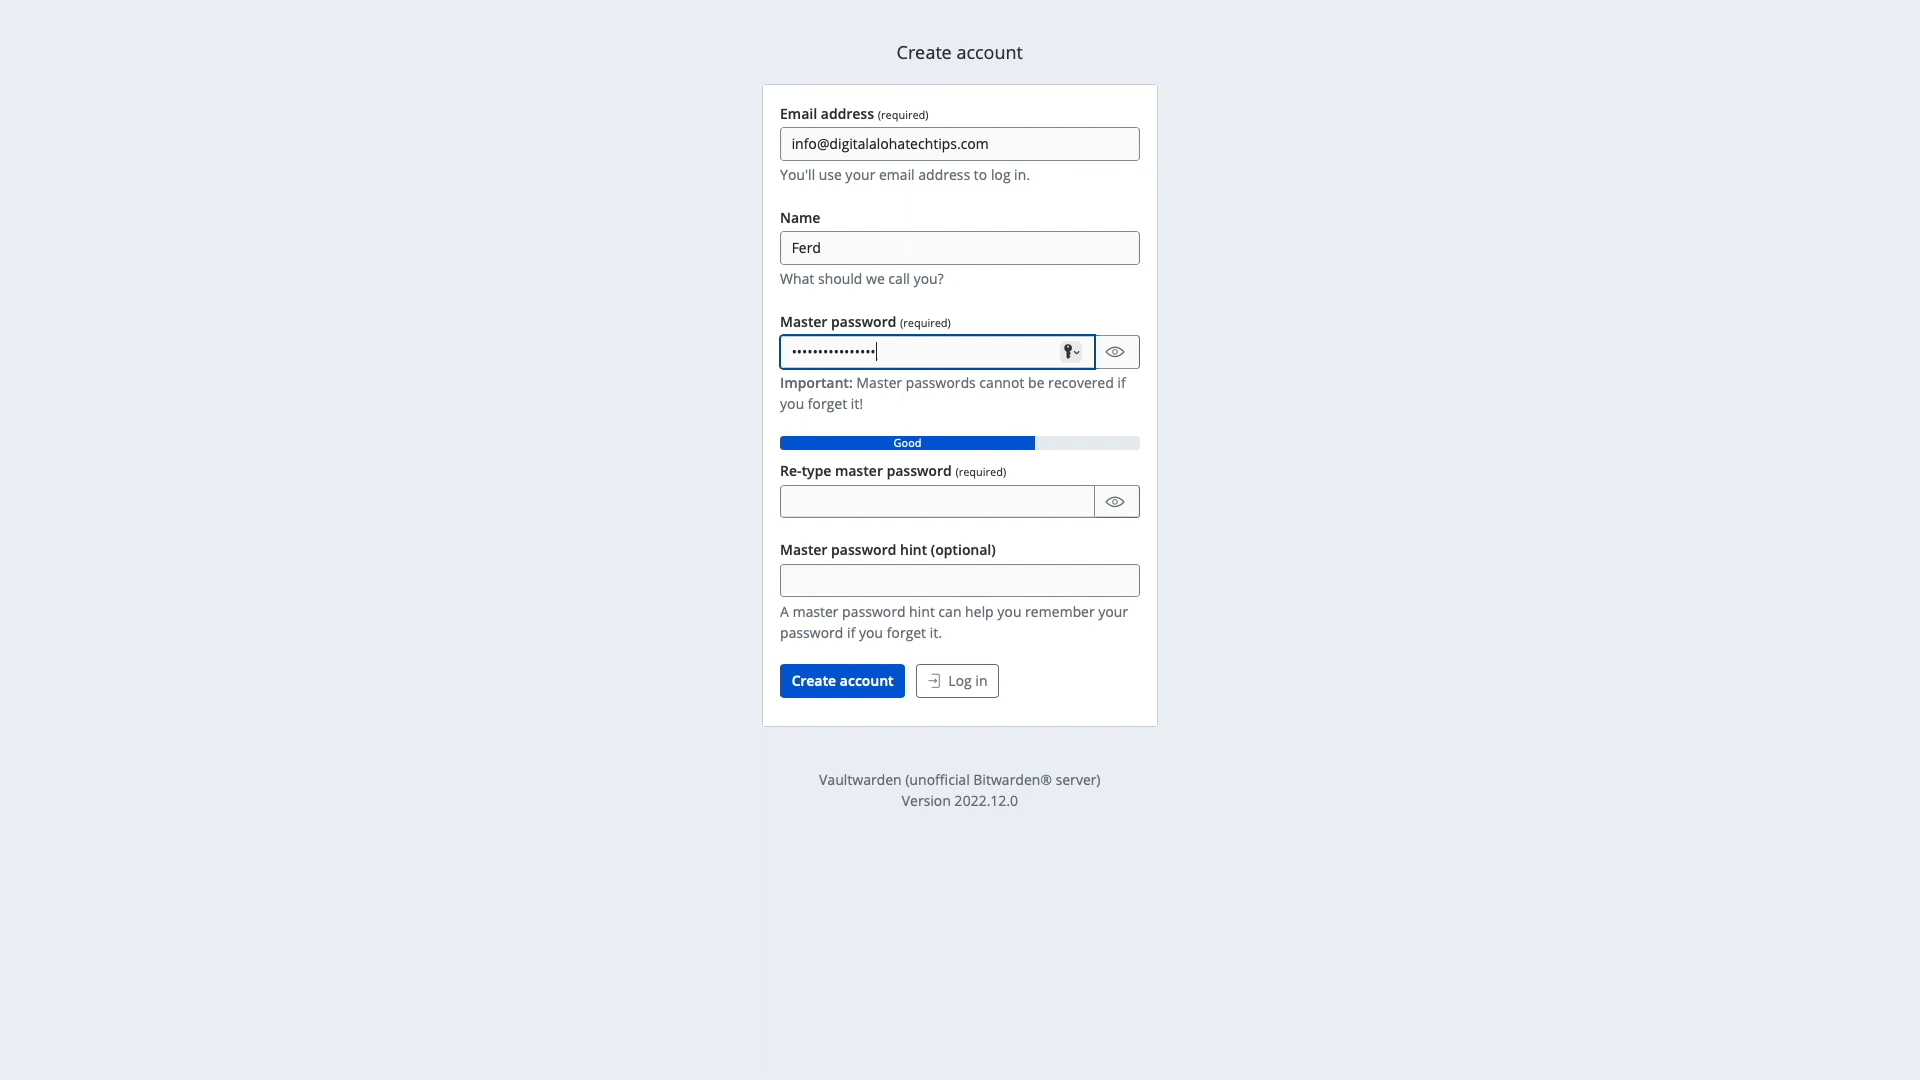 Create account
Email address (required)
info@digitalalohatechtips.com
You'll use your email address to log in.
Name
Ferd
What should we call you?
Master password (required)
••••••••••••••••
Important: Master passwords cannot be recovered if
you forget it!
Good
Re-type master password (required)
Master password hint (optional)
A master password hint can help you remember your
password if you forget it.
Create account
Log in
Vaultwarden (unofficial Bitwarden® server)
Version 2022.12.0